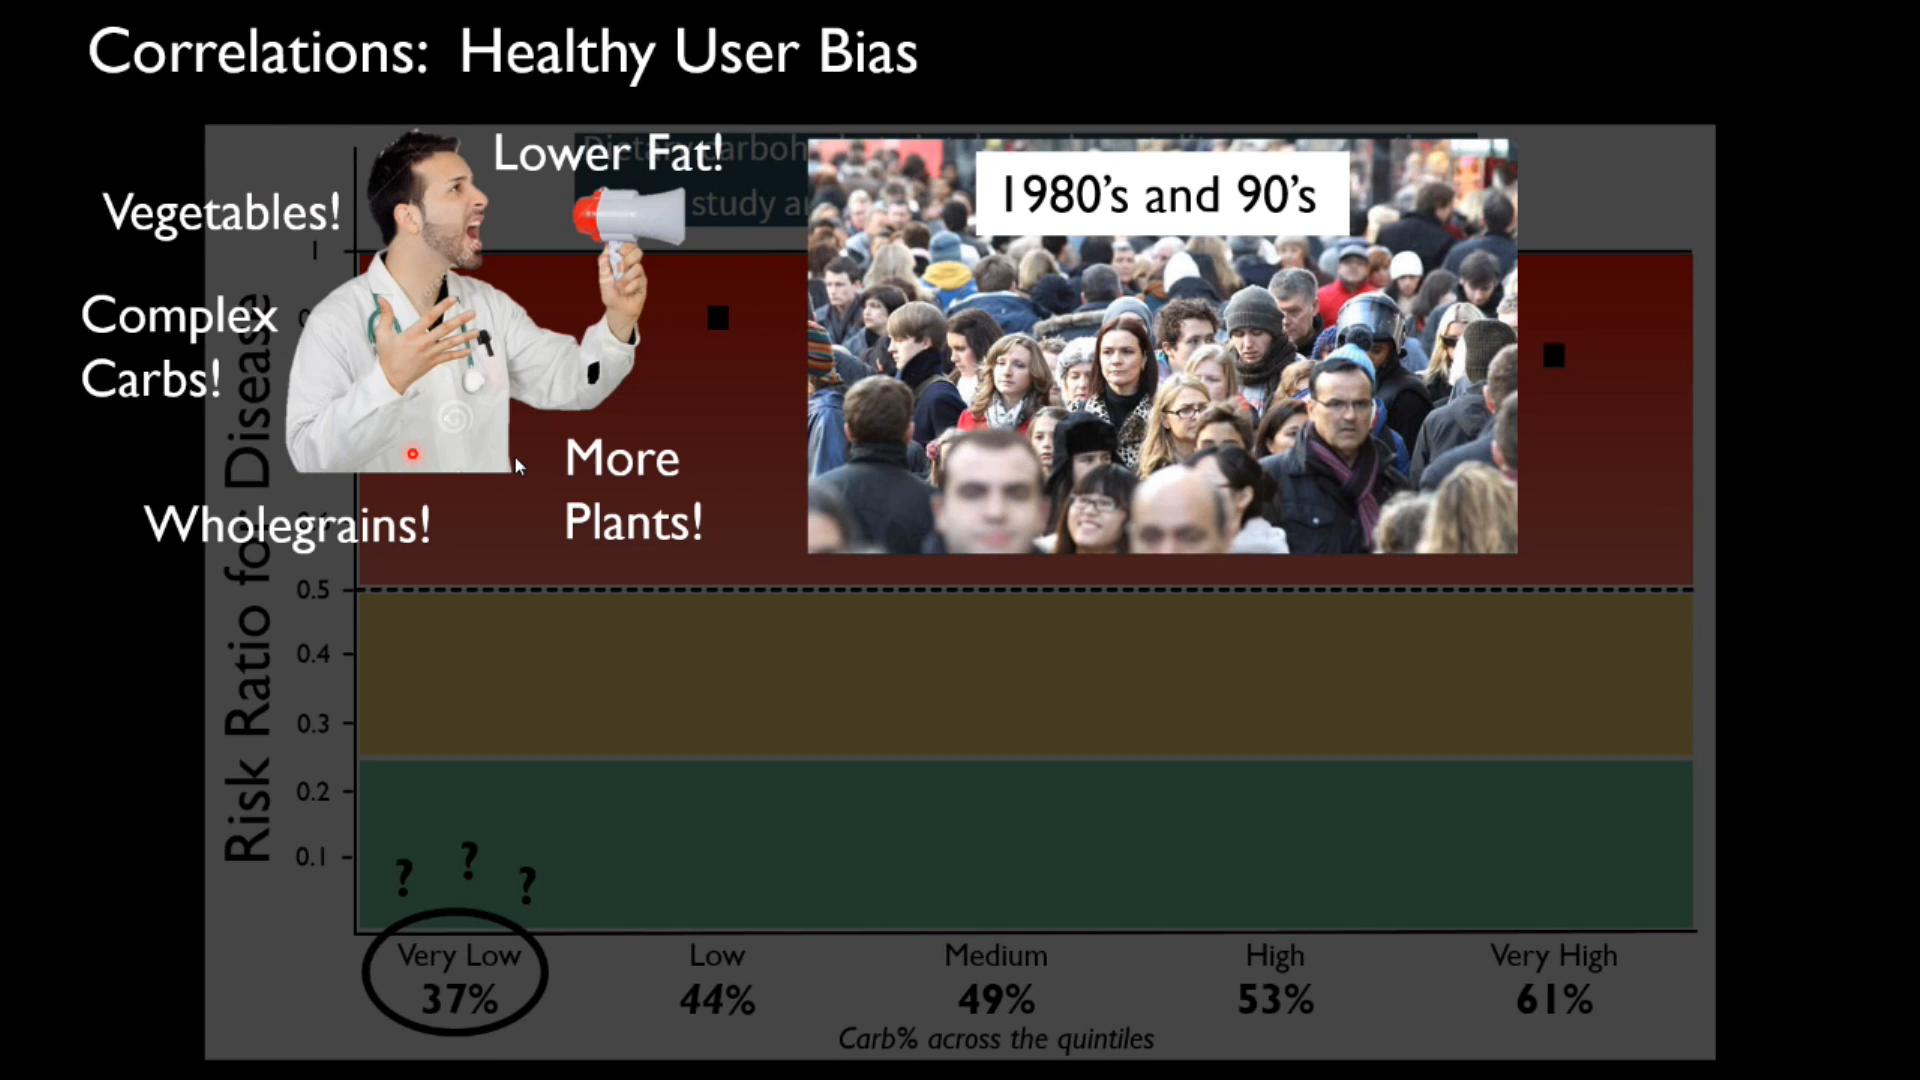 Correlations: Healthy User Bias
Lower Fat!
Vegetables!
Complex
Carbs!
More
Plants!
Wholegrains!
1980's and 90's
study
Risk Ratio for Disease
1
0.5
0.4
0.3
0.2
0.1
? ? ?
Very Low Low Medium High Very High
37% 44% 49% 53% 61%
Carb% across the quintiles